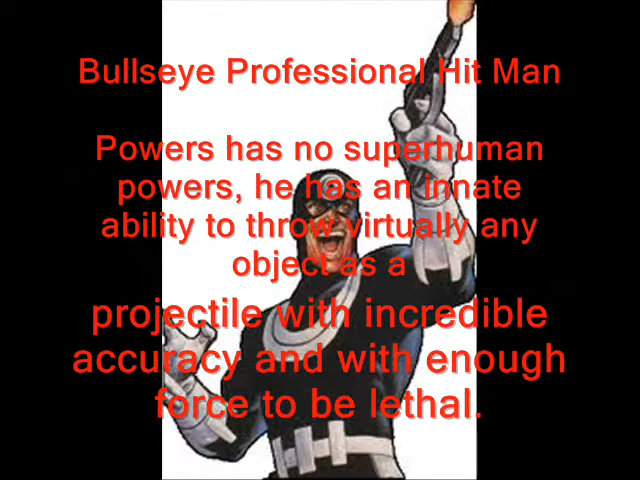 Bullseye Professional Hit Man
Powers has no superhuman
powers, he has an innate
ability to throw virtually any
object as a
projectile with incredible
accuracy and with enough
force to be lethal.